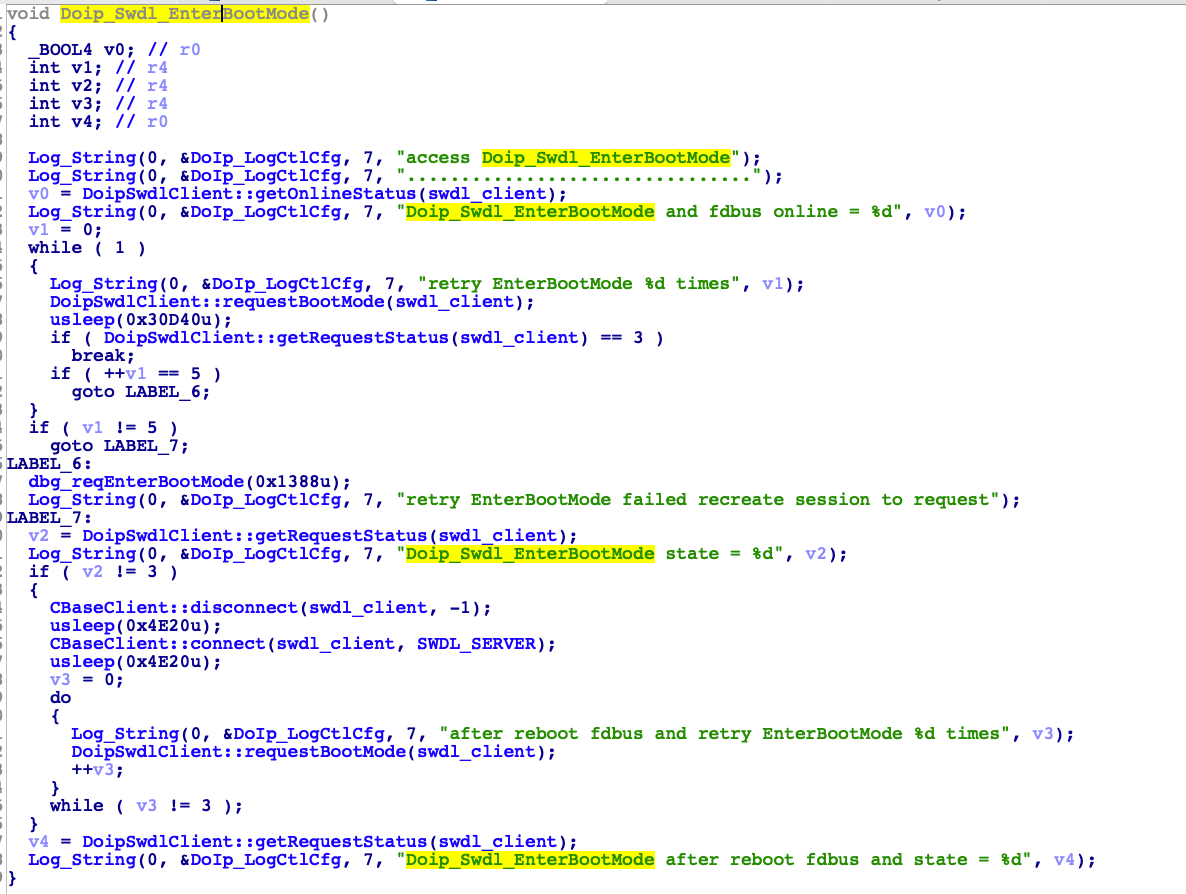 void Doip_Swdl_EnterBootMode()
{
  _BOOL4 v0; // r0
  int v1; // r4
  int v2; // r4
  int v3; // r4
  int v4; // r0

  Log_String(0, &DoIp_LogCtlCfg, 7, "access Doip_Swdl_EnterBootMode");
  Log_String(0, &DoIp_LogCtlCfg, 7, "................................");
  v0 = DoipSwdlClient::getOnlineStatus(swdl_client);
  Log_String(0, &DoIp_LogCtlCfg, 7, "Doip_Swdl_EnterBootMode and fdbus online = %d", v0);
  v1 = 0;
  while ( 1 )
  {
    Log_String(0, &DoIp_LogCtlCfg, 7, "retry EnterBootMode %d times", v1);
    DoipSwdlClient::requestBootMode(swdl_client);
    usleep(0x30D40u);
    if ( DoipSwdlClient::getRequestStatus(swdl_client) == 3 )
      break;
    if ( ++v1 == 5 )
      goto LABEL_6;
  }
  if ( v1 != 5 )
    goto LABEL_7;
LABEL_6:
  dbg_reqEnterBootMode(0x1388u);
  Log_String(0, &DoIp_LogCtlCfg, 7, "retry EnterBootMode failed recreate session to request");
LABEL_7:
  v2 = DoipSwdlClient::getRequestStatus(swdl_client);
  Log_String(0, &DoIp_LogCtlCfg, 7, "Doip_Swdl_EnterBootMode state = %d", v2);
  if ( v2 != 3 )
  {
    CBaseClient::disconnect(swdl_client, -1);
    usleep(0x4E20u);
    CBaseClient::connect(swdl_client, SWDL_SERVER);
    usleep(0x4E20u);
    v3 = 0;
    do
    {
      Log_String(0, &DoIp_LogCtlCfg, 7, "after reboot fdbus and retry EnterBootMode %d times", v3);
      DoipSwdlClient::requestBootMode(swdl_client);
      ++v3;
    }
    while ( v3 != 3 );
  }
  v4 = DoipSwdlClient::getRequestStatus(swdl_client);
  Log_String(0, &DoIp_LogCtlCfg, 7, "Doip_Swdl_EnterBootMode after reboot fdbus and state = %d", v4);
}